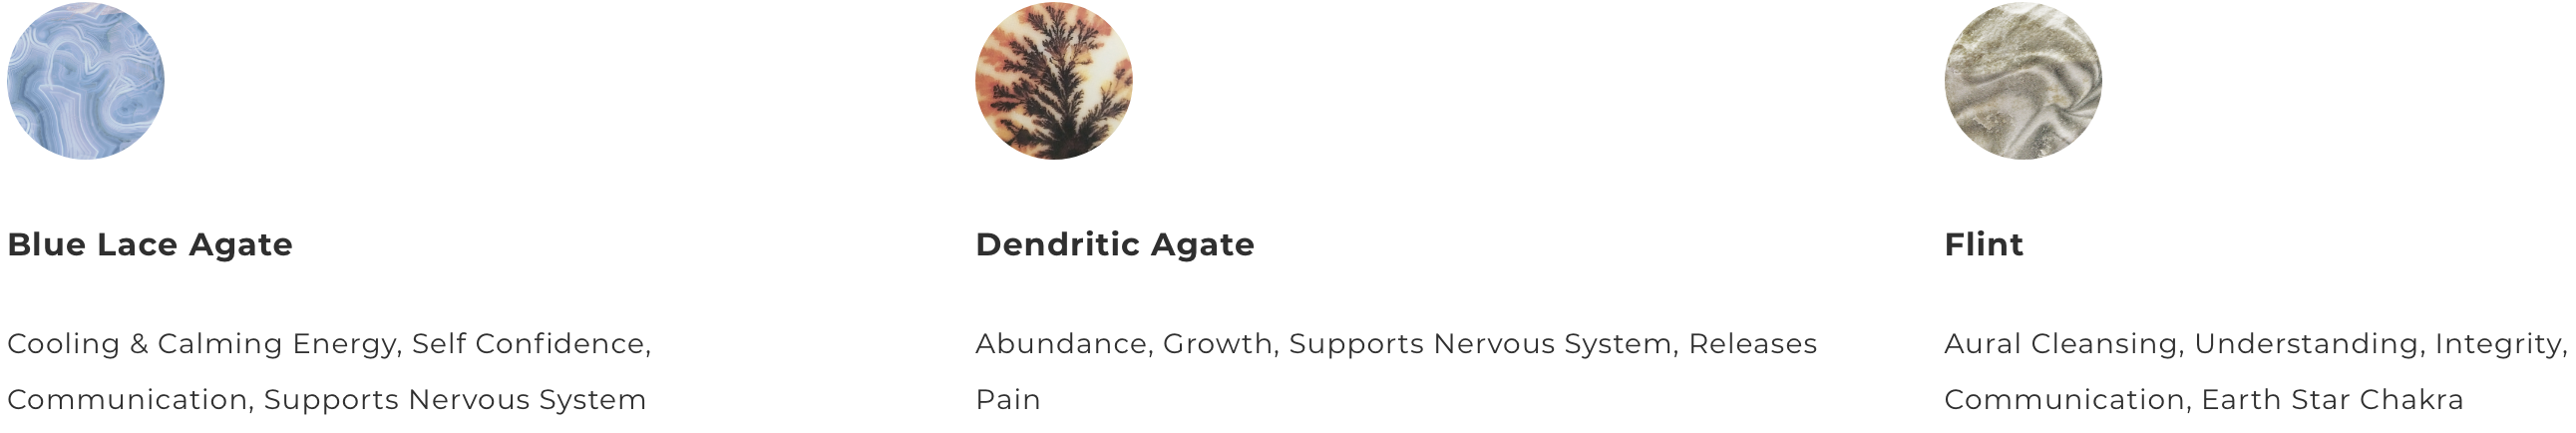 Blue Lace Agate
Cooling & Calming Energy, Self Confidence,
Communication, Supports Nervous System
Dendritic Agate
Abundance, Growth, Supports Nervous System, Releases
Pain
Flint
Aural Cleansing, Understanding, Integrity,
Communication, Earth Star Chakra